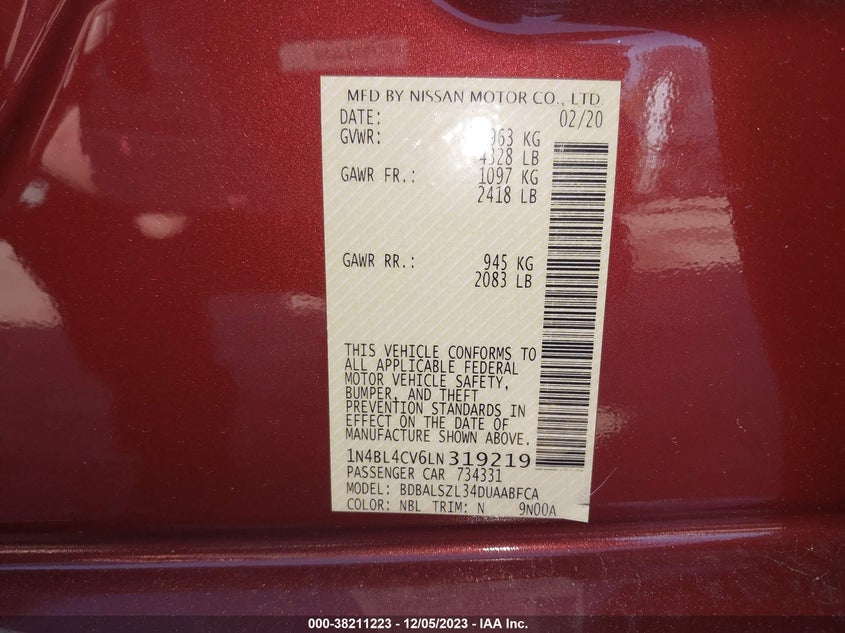 MFD BY NISSAN MOTOR CO., LTD.
DATE: 02/20
GVWR: 963 KG
4328 LB
GAWR FR.: 1097 KG
2418 LB
GAWR RR.: 945 KG
2083 LB
THIS VEHICLE CONFORMS TO
ALL APPLICABLE FEDERAL
MOTOR VEHICLE SAFETY,
BUMPER, AND THEFT
PREVENTION STANDARDS IN
EFFECT ON THE DATE OF
MANUFACTURE SHOWN ABOVE.
1N4BL4CV6LN319219
PASSENGER CAR 734331
MODEL: BDBALSZL34DUAABFCA
COLOR: NBL TRIM: N 9N00A
000-38211223 - 12/05/2023 - IAA Inc.